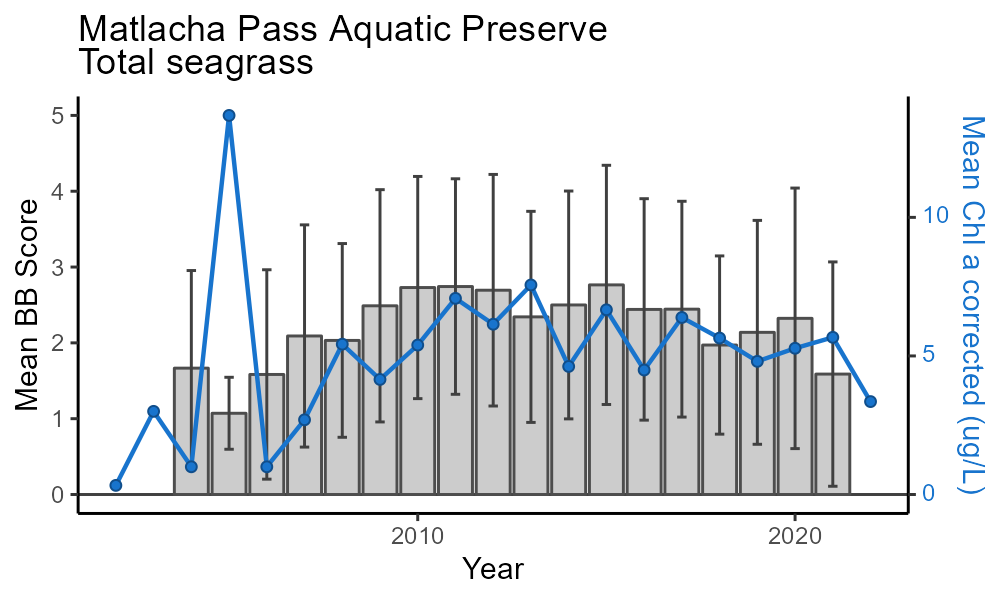 Matlacha Pass Aquatic Preserve
Total seagrass
Mean BB Score
5
4
3
2
1
0
10
5
0
Mean Chl a corrected (ug/L)
2010
2020
Year